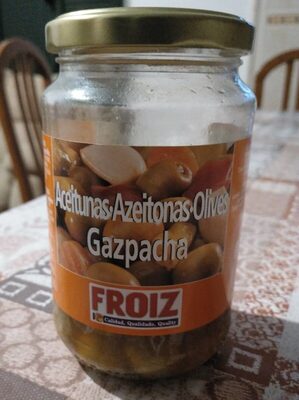 Aceitunas·Azeitonas·Olives
Gazpacha
FROIZ
Calidad, Qualidade, Quality